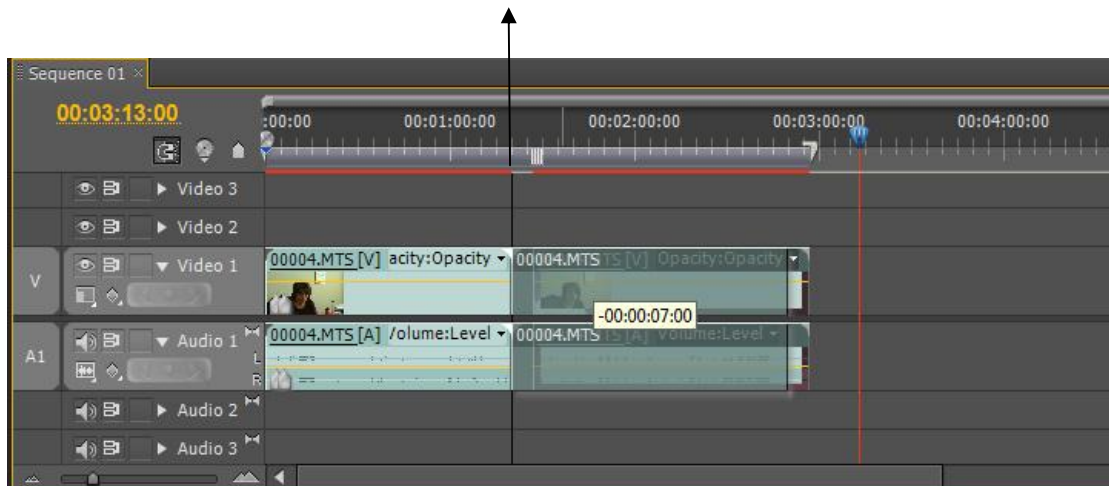 Sequence 01
00:03:13:00
:00:00 00:01:00:00 00:02:00:00 00:03:00:00 00:04:00:00
Video 3
Video 2
V Video 1
00004.MTS [V] acity:Opacity 00004.MTS TS [V] Opacity:Opacity
-00:00:07:00
A1 Audio 1
L
R
00004.MTS [A] /olume:Level 00004.MTS TS [A] Volume:Level
Audio 2
Audio 3